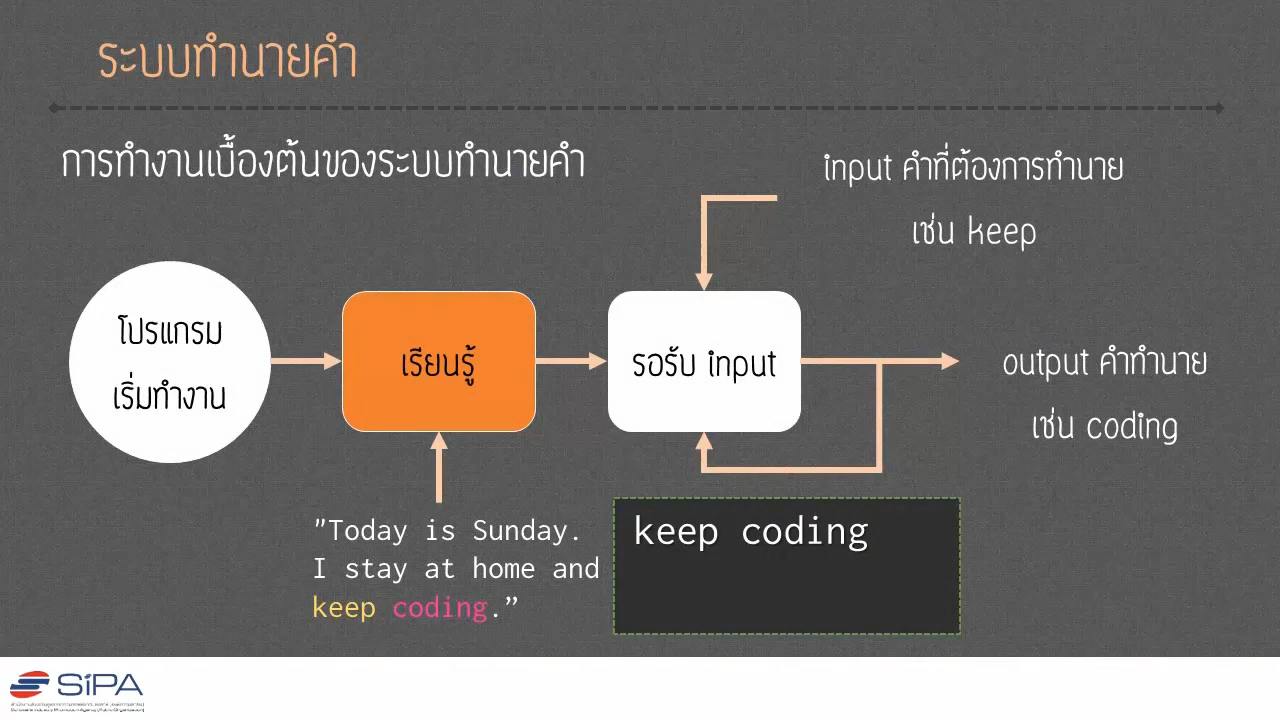 ระบบทำนายคำ
การทำงานเบื้องต้นของระบบทำนายคำ
input คำที่ต้องการทำนาย
เช่น keep
โปรแกรม
เริ่มทำงาน
เรียนรู้
รอรับ input
output คำทำนาย
เช่น coding
"Today is Sunday.
I stay at home and
keep coding.”
keep coding
SiPA